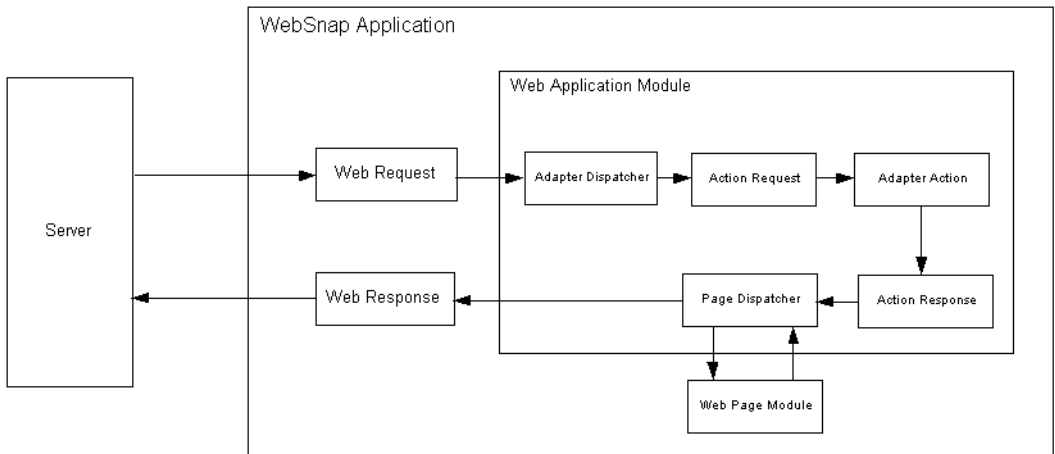 WebSnap Application
Web Application Module
Server
Web Request
Adapter Dispatcher
Action Request
Adapter Action
Web Response
Page Dispatcher
Action Response
Web Page Module